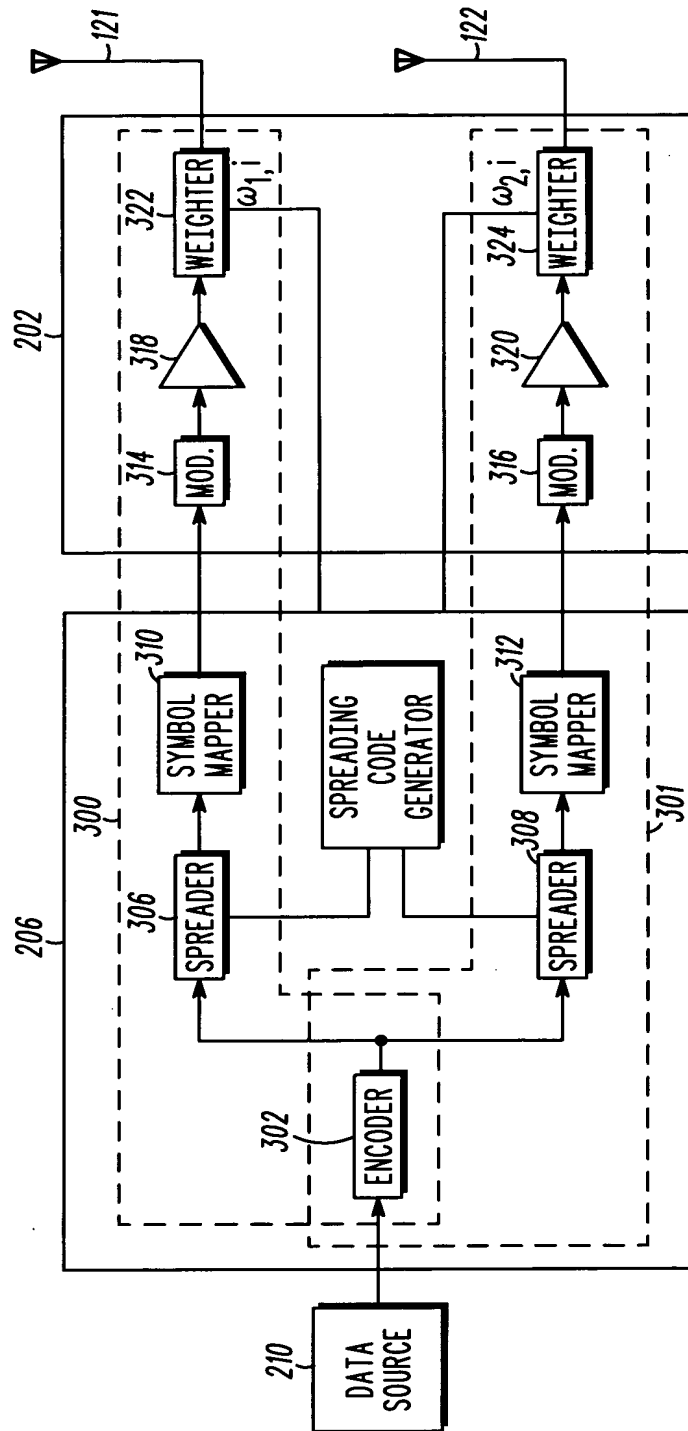 210
DATA
SOURCE
206
300
302
ENCODER
306
SPREADER
310
SYMBOL
MAPPER
SPREADING
CODE
GENERATOR
308
SPREADER
312
SYMBOL
MAPPER
301
202
314
MOD.
318
322
WEIGHTER
ω1, i
121
316
MOD.
320
324
WEIGHTER
ω2, i
122